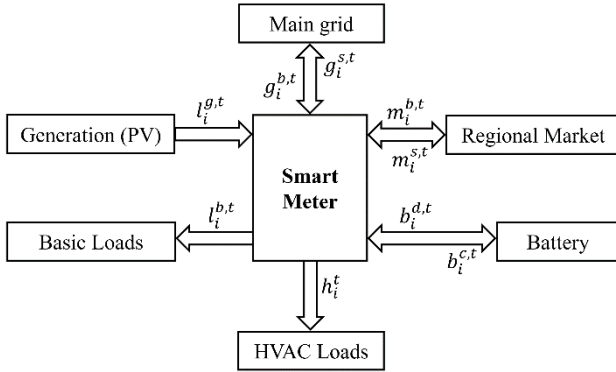 Main grid
g_i^{s,t}
g_i^{b,t}
l_i^{g,t}
m_i^{b,t}
Generation (PV)
Regional Market
m_i^{s,t}
Smart
Meter
l_i^{b,t}
b_i^{d,t}
Basic Loads
Battery
b_i^{c,t}
h_i^t
HVAC Loads